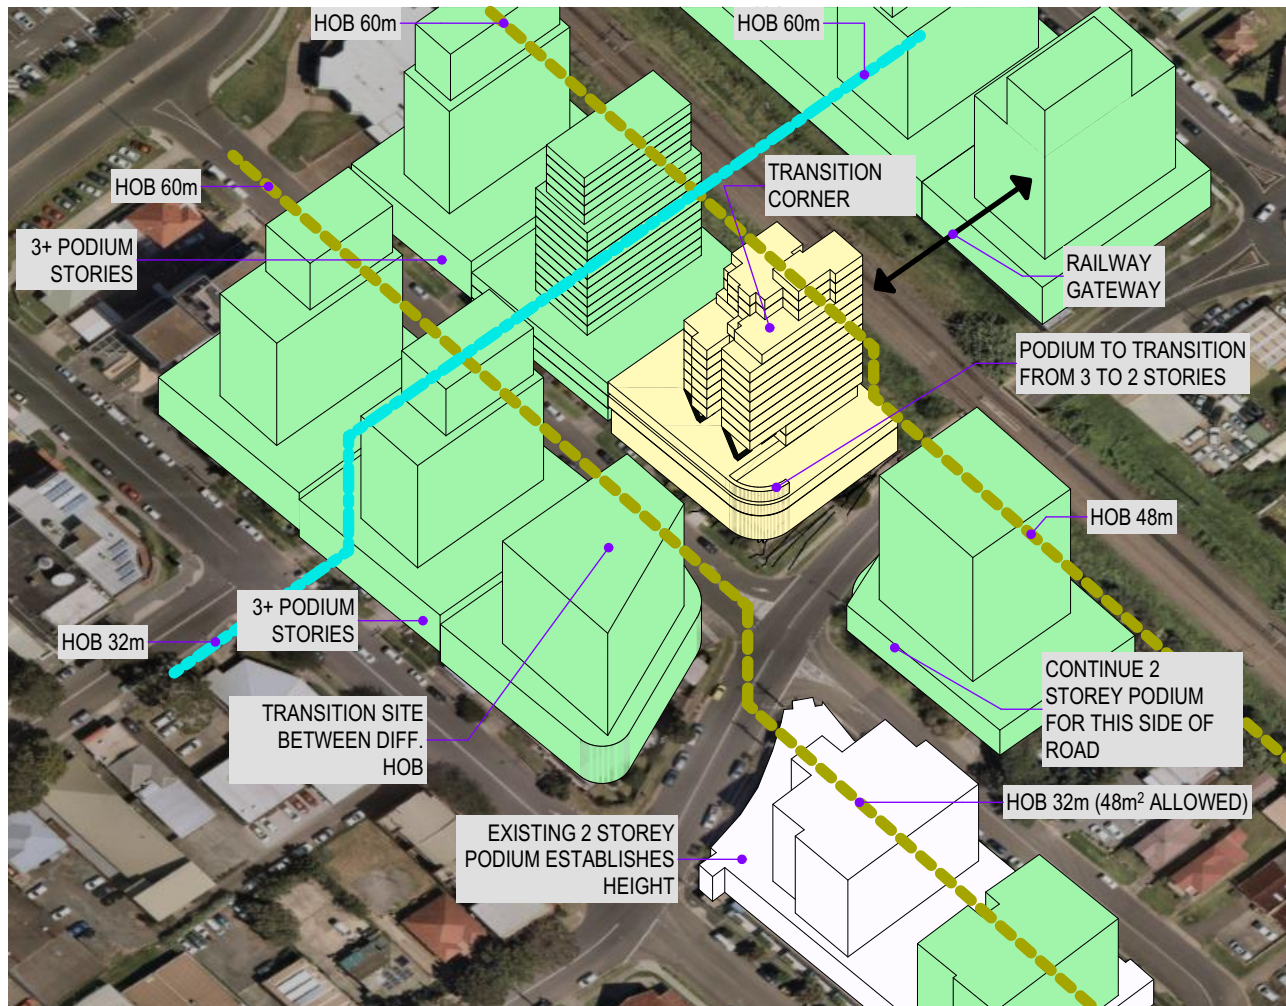 HOB 60m
HOB 60m
TRANSITION
CORNER
HOB 60m
3+ PODIUM
STORIES
RAILWAY
GATEWAY
PODIUM TO TRANSITION
FROM 3 TO 2 STORIES
HOB 48m
3+ PODIUM
STORIES
HOB 32m
CONTINUE 2
STOREY PODIUM
FOR THIS SIDE OF
ROAD
TRANSITION SITE
BETWEEN DIFF.
HOB
HOB 32m (48m² ALLOWED)
EXISTING 2 STOREY
PODIUM ESTABLISHES
HEIGHT